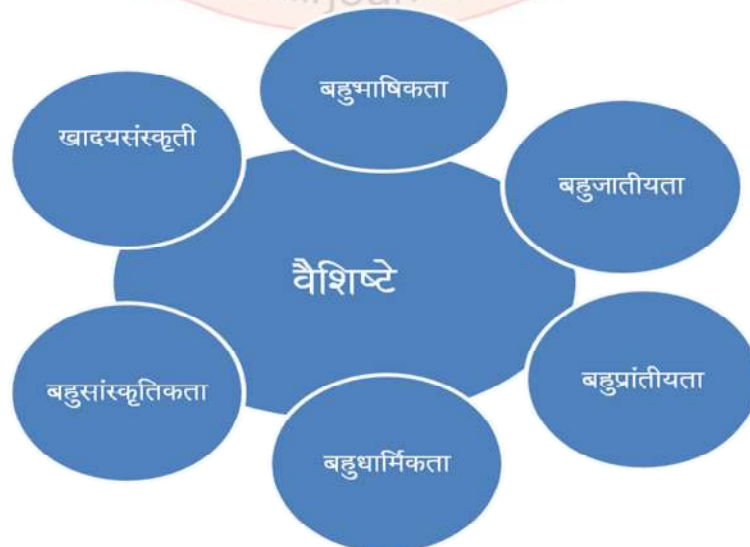 बहुभाषिकता
खादयसंस्कृती
बहुजातीयता
वैशिष्टे
बहुप्रांतीयता
बहुसांस्कृतिकता
बहुधार्मिकता